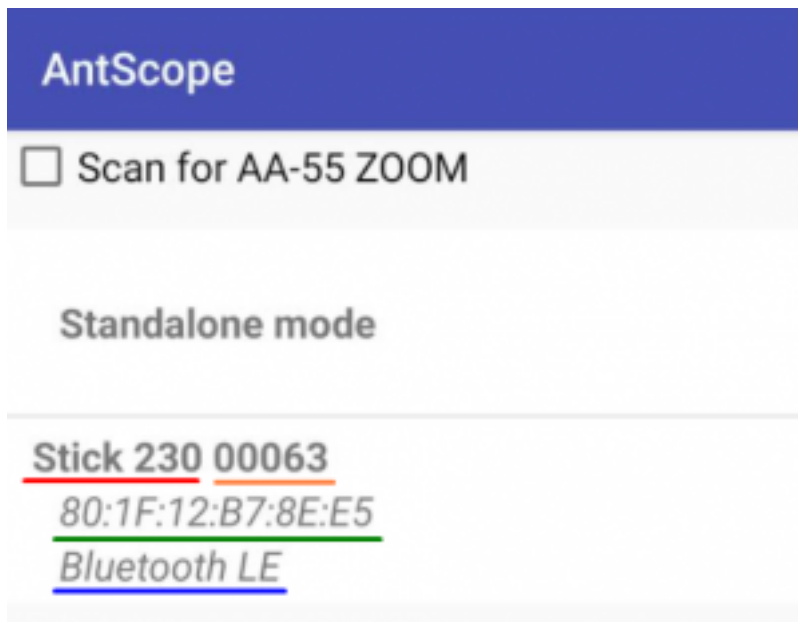 AntScope
Scan for AA-55 ZOOM
Standalone mode
Stick 230 00063
80:1F:12:B7:8E:E5
Bluetooth LE